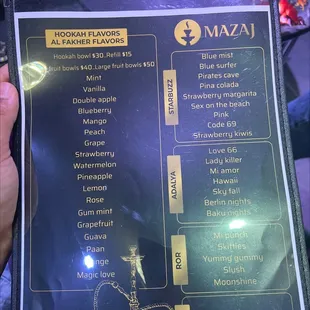 HOOKAH FLAVORS
AL FAKHER FLAVORS
Hookah bowl $30. Refill $15
Fruit bowls $40. Large fruit bowls $50
Mint
Vanilla
Double apple
Blueberry
Mango
Peach
Grape
Strawberry
Watermelon
Pineapple
Lemon
Rose
Gum mint
Grapefruit
Guava
Paan
Magic love
MAZAJ
STARBUZZ
Blue mist
Blue surfer
Pirates cave
Pina colada
Strawberry margarita
Sex on the beach
Pink
Code 69
Strawberry kiwis
ADALYA
Love 66
Lady killer
Mi amor
Hawaii
Sky fall
Berlin nights
Baku nights
ROR
Mi punch
Skittles
Yummy gummy
Slush
Moonshine